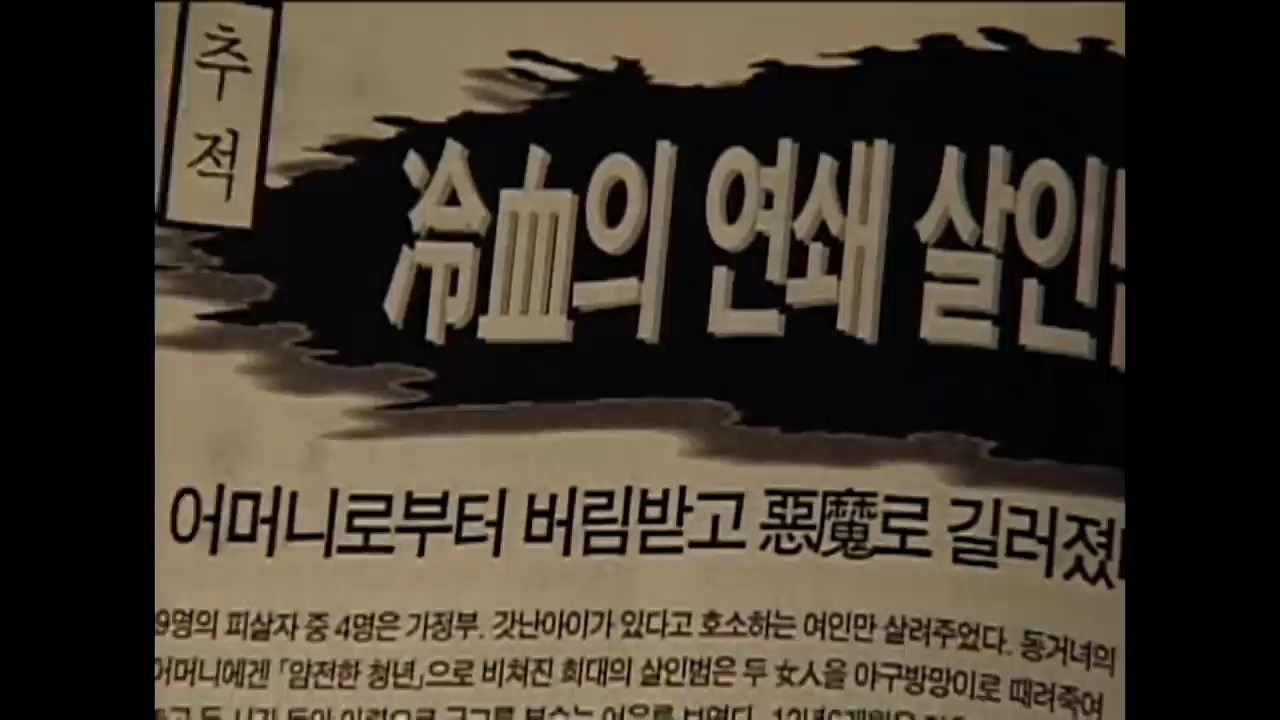 추적
冷血의 연쇄 살인
어머니로부터 버림받고 惡魔로 길러졌
9명의 피살자 중 4명은 가정부. 갓난아이가 있다고 호소하는 여인만 살려주었다. 동거녀의
어머니에겐 「얌전한 청년」으로 비쳐진 희대의 살인범은 두 女人을 야구방망이로 때려죽여